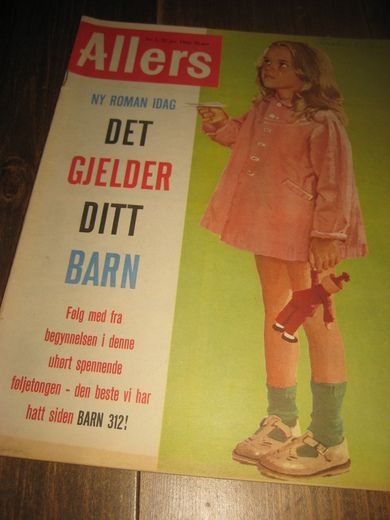 Allers
NY ROMAN IDAG
DET
GJELDER
DITT
BARN
Følg med fra
begynnelsen i denne
uhørt spennende
føljetongen - den beste vi har
hatt siden BARN 312!